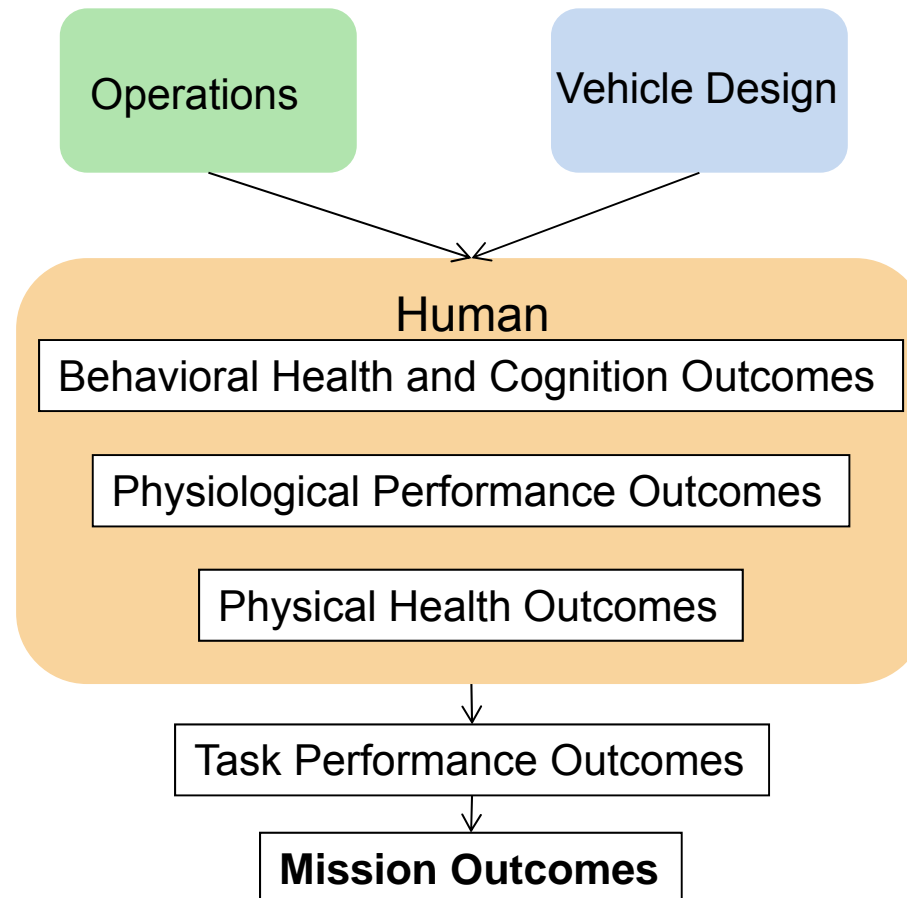 Operations
Vehicle Design
Human
Behavioral Health and Cognition Outcomes
Physiological Performance Outcomes
Physical Health Outcomes
Task Performance Outcomes
Mission Outcomes